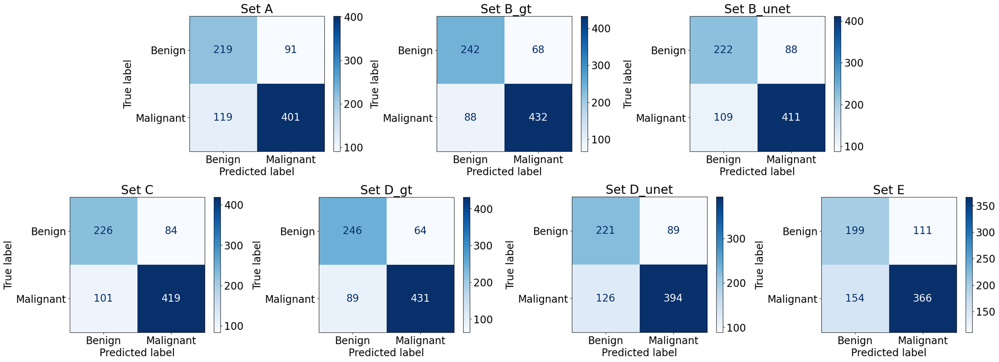 Set A
400
300
200
100
True label
Benign
Malignant
219
91
119
401
Benign
Malignant
Predicted label
Set B_gt
400
300
200
100
True label
Benign
Malignant
242
68
88
432
Benign
Malignant
Predicted label
Set B_unet
400
300
200
100
True label
Benign
Malignant
222
88
109
411
Benign
Malignant
Predicted label
Set C
400
300
200
100
True label
Benign
Malignant
226
84
101
419
Benign
Malignant
Predicted label
Set D_gt
400
300
200
100
True label
Benign
Malignant
246
64
89
431
Benign
Malignant
Predicted label
Set D_unet
300
200
100
True label
Benign
Malignant
221
89
126
394
Benign
Malignant
Predicted label
Set E
350
300
250
200
150
True label
Benign
Malignant
199
111
154
366
Benign
Malignant
Predicted label